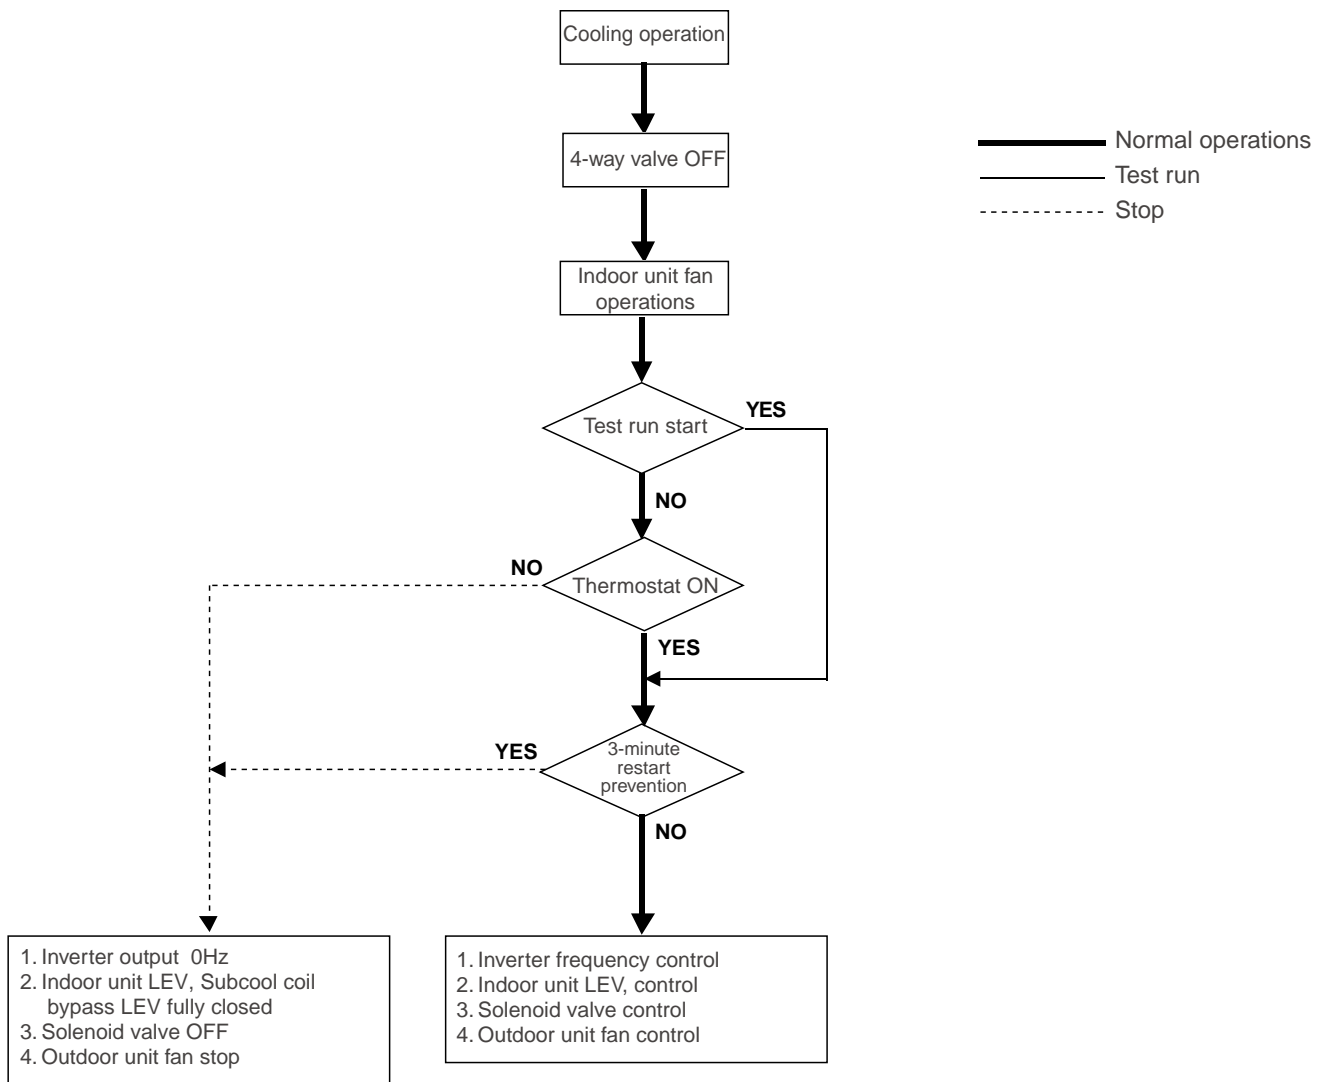 Cooling operation
Normal operations
4-way valve OFF
Test run
Stop
Indoor unit fan
operations
YES
Test run start
NO
NO
Thermostat ON
YES
YES
3-minute
restart
prevention
NO
1. Inverter output 0Hz
2. Indoor unit LEV, Subcool coil
bypass LEV fully closed
3. Solenoid valve OFF
4. Outdoor unit fan stop
1. Inverter frequency control
2. Indoor unit LEV, control
3. Solenoid valve control
4. Outdoor unit fan control